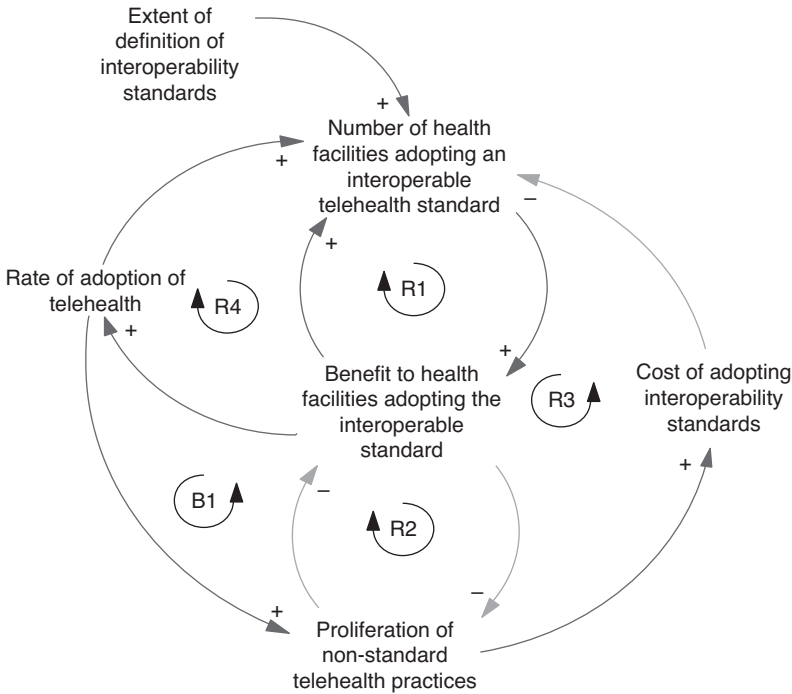 Extent of
definition of
interoperability
standards
+
Number of health
facilities adopting an
interoperable
telehealth standard
+
–
+
Rate of adoption of
telehealth
+
R4
R1
+
Benefit to health
facilities adopting the
interoperable
standard
R3
Cost of adopting
interoperability
standards
+
B1
–
R2
–
+
Proliferation of
non-standard
telehealth practices